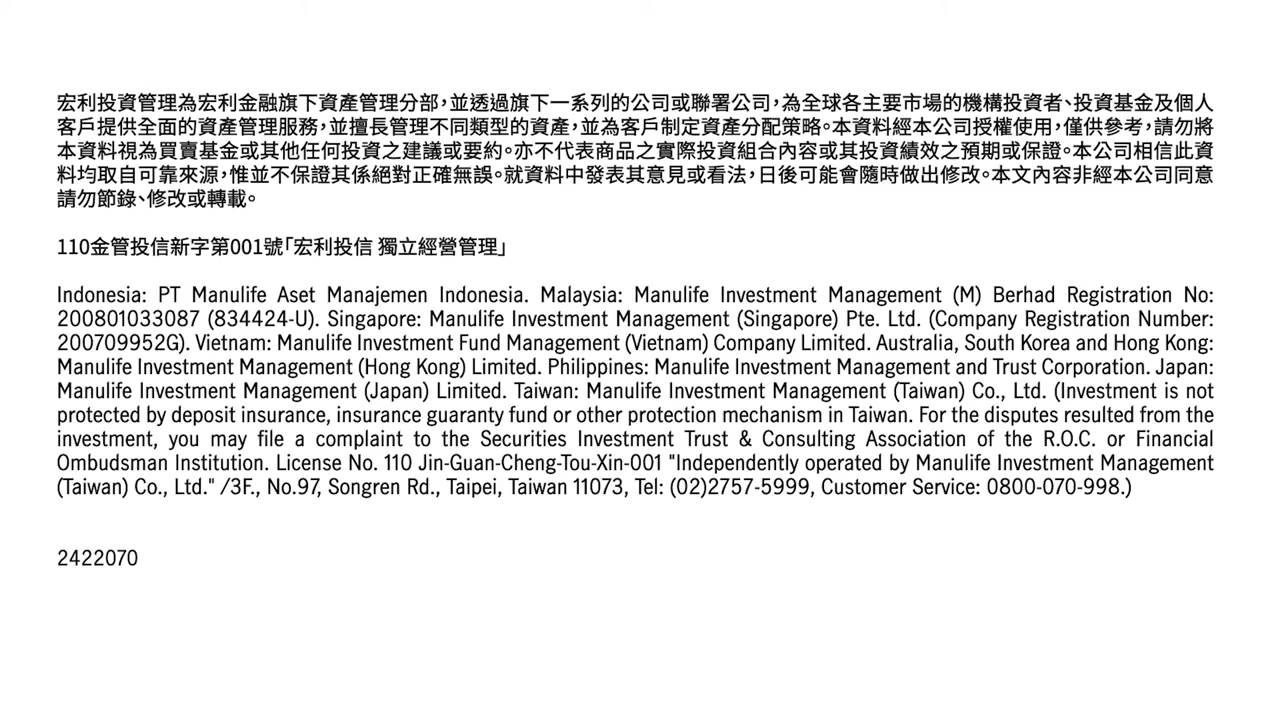 宏利投資管理為宏利金融旗下資產管理分部，並透過旗下一系列的公司或聯署公司，為全球各主要市場的機構投資者、投資基金及個人
客戶提供全面的資產管理服務，並擅長管理不同類型的資產，並為客戶制定資產分配策略。本資料經本公司授權使用，僅供參考，請勿將
本資料視為買賣基金或其他任何投資之建議或要約。亦不代表商品之實際投資組合內容或其投資績效之預期或保證。本公司相信此資
料均取自可靠來源，惟並不保證其係絕對正確無誤。就資料中發表其意見或看法，日後可能會隨時做出修改。本文內容非經本公司同意
請勿節錄、修改或轉載。
110金管投信新字第001號「宏利投信 獨立經營管理」
Indonesia: PT Manulife Aset Manajemen Indonesia. Malaysia: Manulife Investment Management (M) Berhad Registration No:
200801033087 (834424-U). Singapore: Manulife Investment Management (Singapore) Pte. Ltd. (Company Registration Number:
200709952G). Vietnam: Manulife Investment Fund Management (Vietnam) Company Limited. Australia, South Korea and Hong Kong:
Manulife Investment Management (Hong Kong) Limited. Philippines: Manulife Investment Management and Trust Corporation. Japan:
Manulife Investment Management (Japan) Limited. Taiwan: Manulife Investment Management (Taiwan) Co., Ltd. (Investment is not
protected by deposit insurance, insurance guaranty fund or other protection mechanism in Taiwan. For the disputes resulted from the
investment, you may file a complaint to the Securities Investment Trust & Consulting Association of the R.O.C. or Financial
Ombudsman Institution. License No. 110 Jin-Guan-Cheng-Tou-Xin-001 "Independently operated by Manulife Investment Management
(Taiwan) Co., Ltd." /3F., No.97, Songren Rd., Taipei, Taiwan 11073, Tel: (02)2757-5999, Customer Service: 0800-070-998.)
2422070